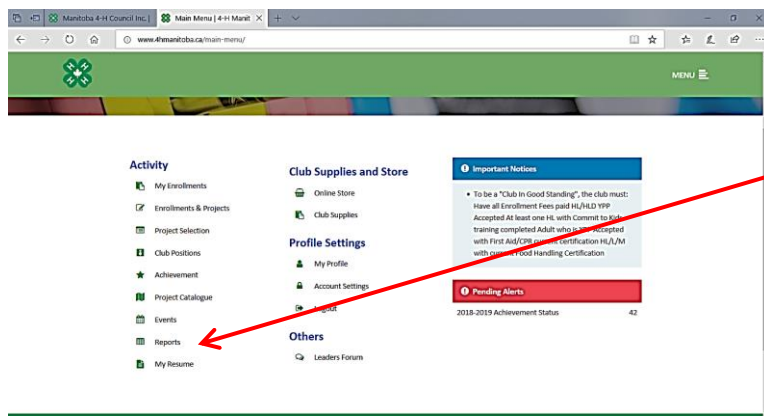 Manitoba 4-H Council Inc. |
Main Menu | 4-H Manit
www.4hmanitoba.ca/main-menu/
MENU
Activity
My Enrollments
Enrollments & Projects
Project Selection
Club Positions
Achievement
Project Catalogue
Events
Reports
My Resume
Club Supplies and Store
Online Store
Club Supplies
Profile Settings
My Profile
Account Settings
Logout
Others
Leaders Forum
Important Notices
• To be a "Club In Good Standing", the club must:
Have all Enrollment Fees paid HL/HLD YPP
Accepted At least one HL with Commit to Kids
training completed Adult who is YPP Accepted
with First Aid/CPR current certification HL/L/M
with current Food Handling Certification
Pending Alerts
2018-2019 Achievement Status 42